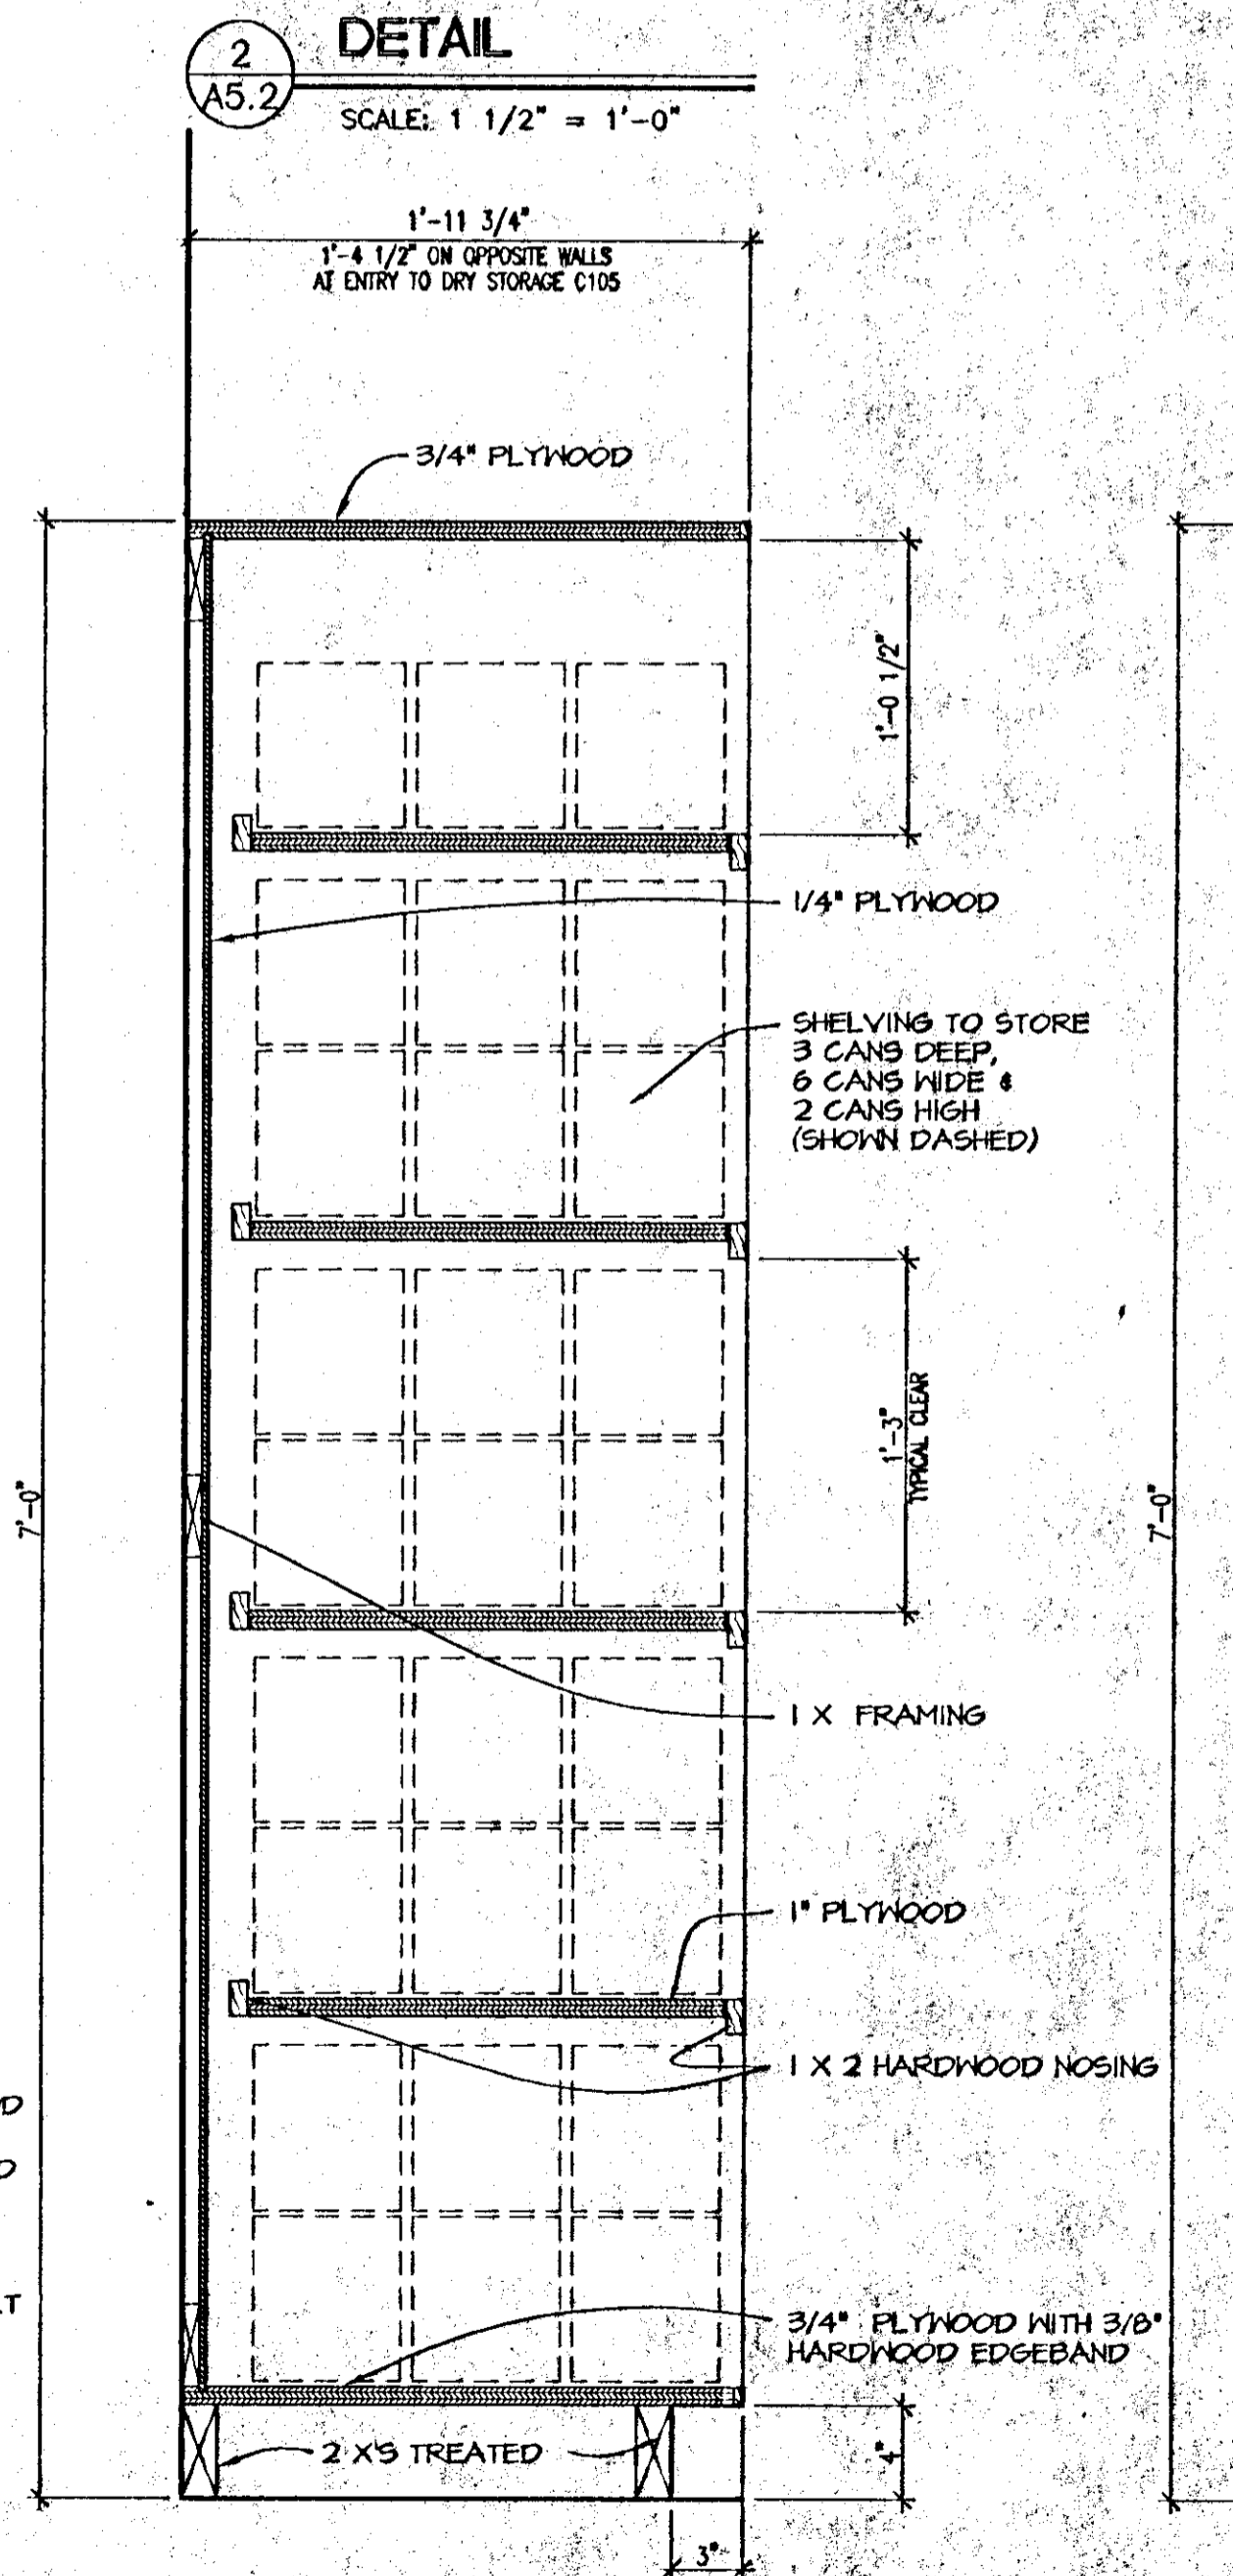 2
A5.2
DETAIL
SCALE: 1 1/2" = 1'-0"
1'-11 3/4"
1'-4 1/2" ON OPPOSITE WALLS
AT ENTRY TO DRY STORAGE C105
3/4" PLYWOOD
1'-0 1/2"
1/4" PLYWOOD
SHELVING TO STORE
3 CANS DEEP,
6 CANS WIDE &
2 CANS HIGH
(SHOWN DASHED)
1'-3"
TYPICAL CLEAR
7'-0"
7'-0"
1 X FRAMING
1" PLYWOOD
1 X 2 HARDWOOD NOSING
3/4" PLYWOOD WITH 3/8"
HARDWOOD EDGEBAND
2 X'S TREATED
4"
3"